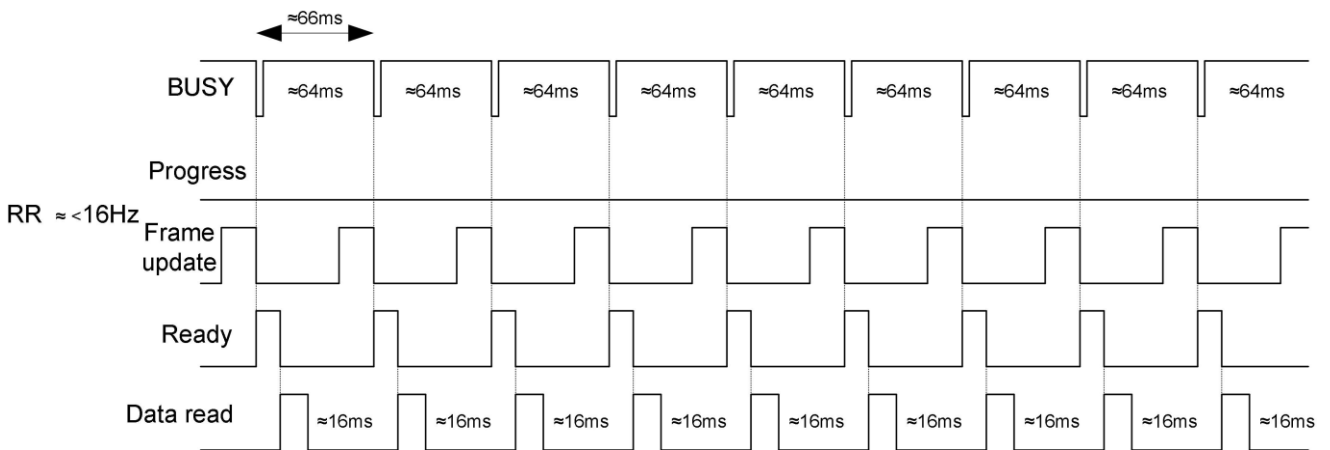 ≈66ms
BUSY ≈64ms ≈64ms ≈64ms ≈64ms ≈64ms ≈64ms ≈64ms ≈64ms ≈64ms
Progress
RR ≈ <16Hz
Frame
update
Ready
Data read ≈16ms ≈16ms ≈16ms ≈16ms ≈16ms ≈16ms ≈16ms ≈16ms ≈16ms